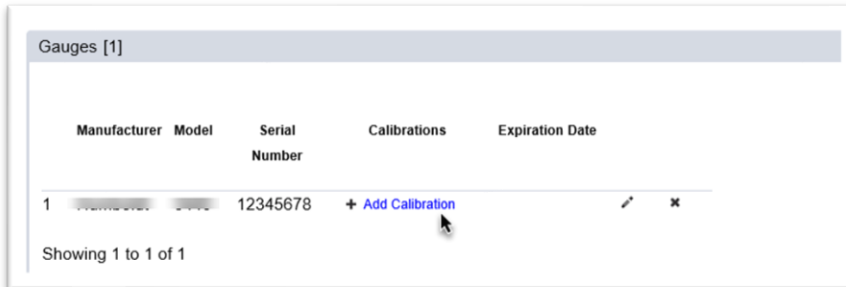 Gauges [1]
Manufacturer Model Serial Number Calibrations Expiration Date
1 12345678 + Add Calibration
Showing 1 to 1 of 1